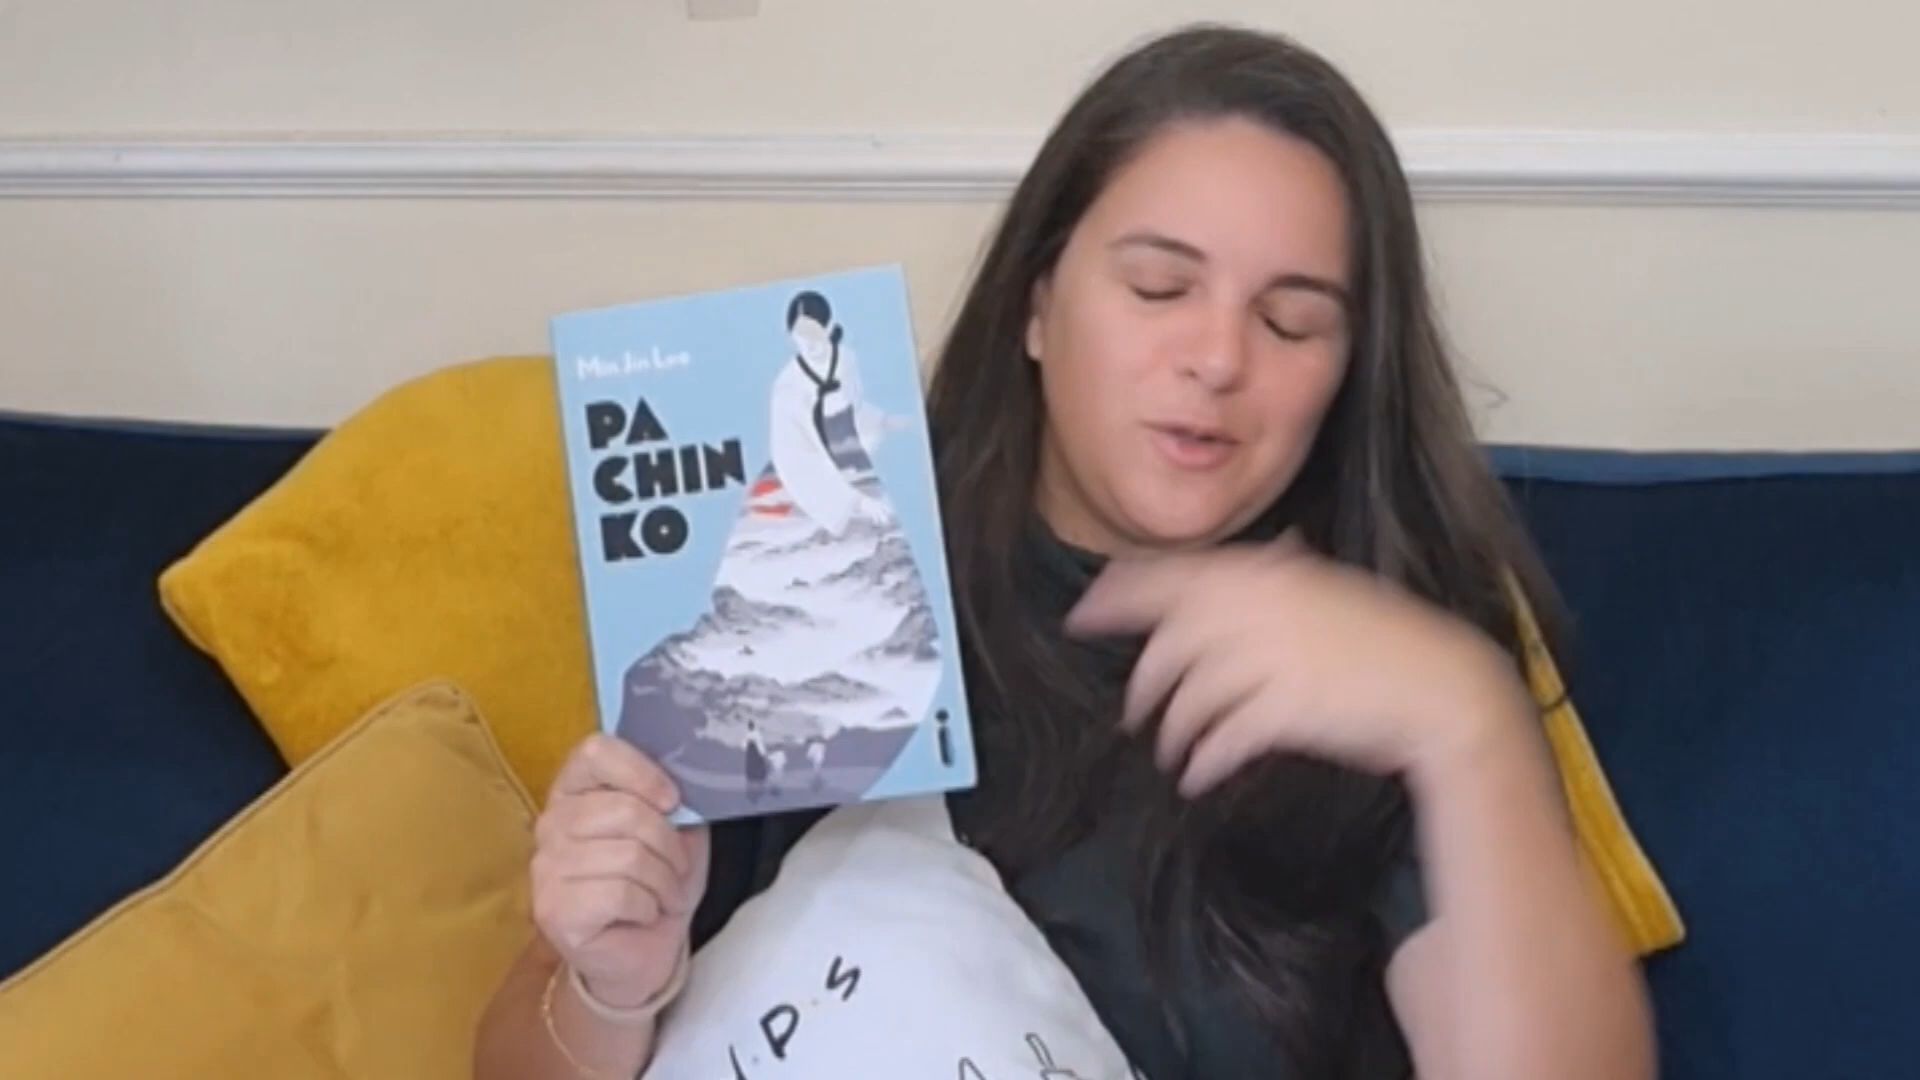 Min Jin Lee
PA
CHIN
KO
i
P.S